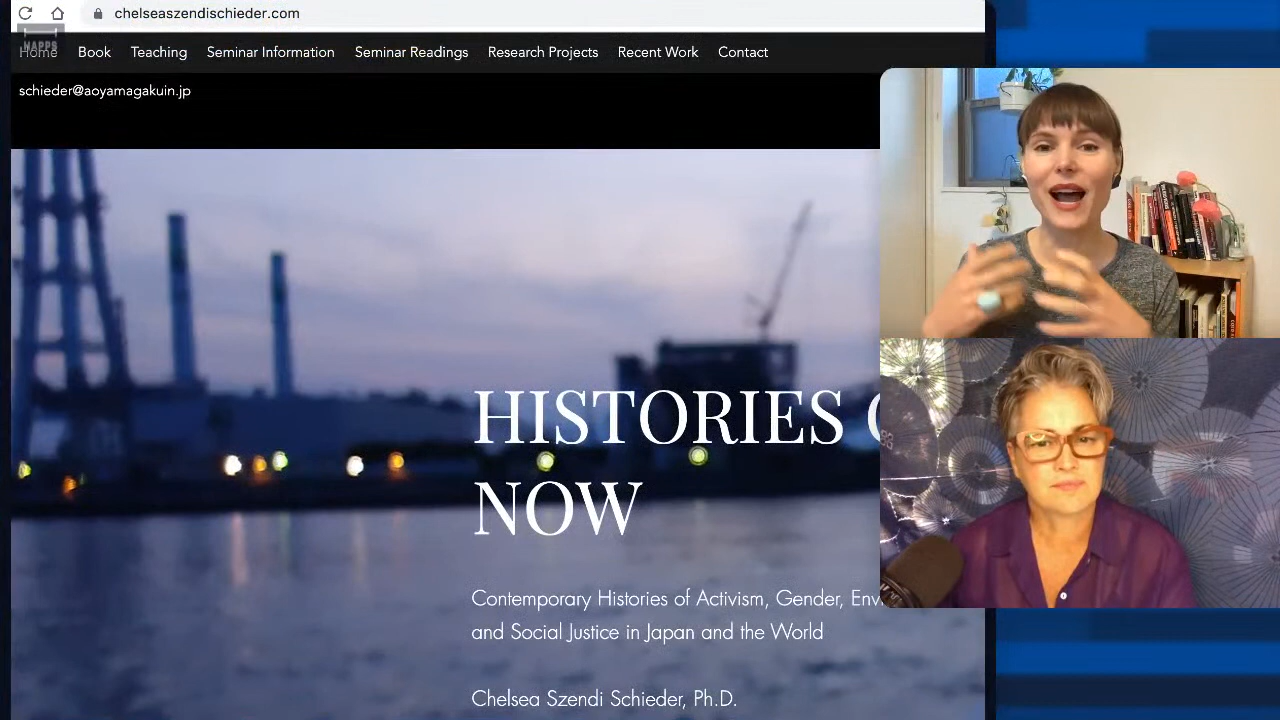 chelseaszendischieder.com
NAPPS
Home Book Teaching Seminar Information Seminar Readings Research Projects Recent Work Contact
schieder@aoyamagakuin.jp
HISTORIES
NOW
Contemporary Histories of Activism, Gender,
and Social Justice in Japan and the World
Chelsea Szendi Schieder, Ph.D.